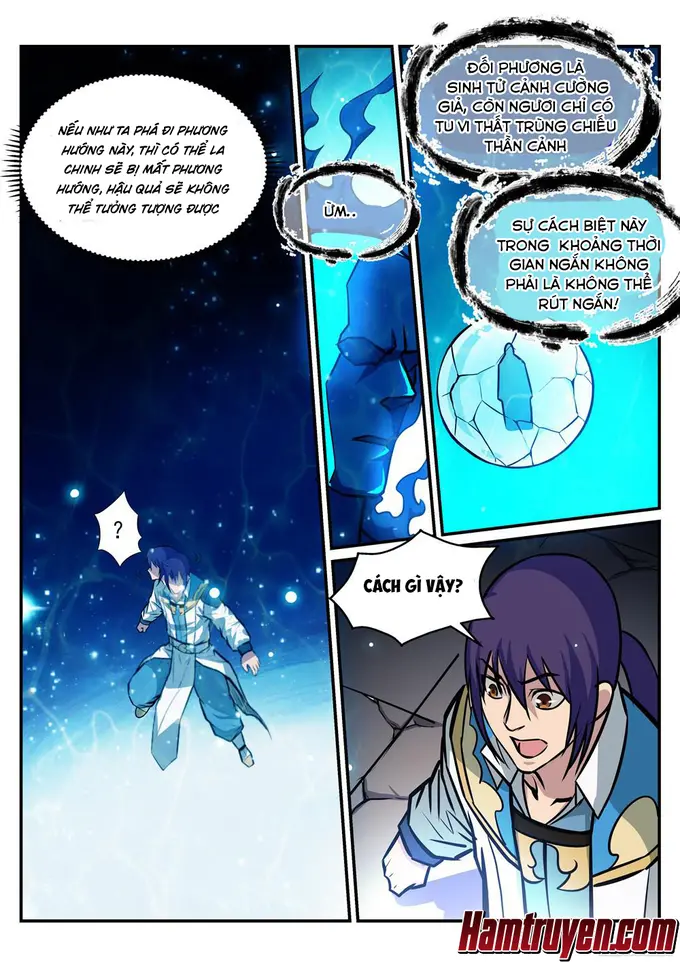 ĐỐI PHƯƠNG LÀ
SINH TỬ CẢNH CƯỜNG
GIẢ, CÒN NGƯƠI CHỈ CÓ
TU VI THẤT TRÙNG CHIẾU
THẦN CẢNH
SỰ CÁCH BIỆT NÀY
TRONG KHOẢNG THỜI
GIAN NGẮN KHÔNG
PHẢI LÀ KHÔNG THỂ
RÚT NGẮN!
ỪM..
NẾU NHƯ TA PHÁ ĐI PHƯƠNG
HƯỚNG NÀY, THÌ CÓ THỂ LA
CHINH SẼ BỊ MẤT PHƯƠNG
HƯỚNG, HẬU QUẢ SẼ KHÔNG
THỂ TƯỞNG TƯỢNG ĐƯỢC
?
CÁCH GÌ VẬY?
Hamtruyen.com